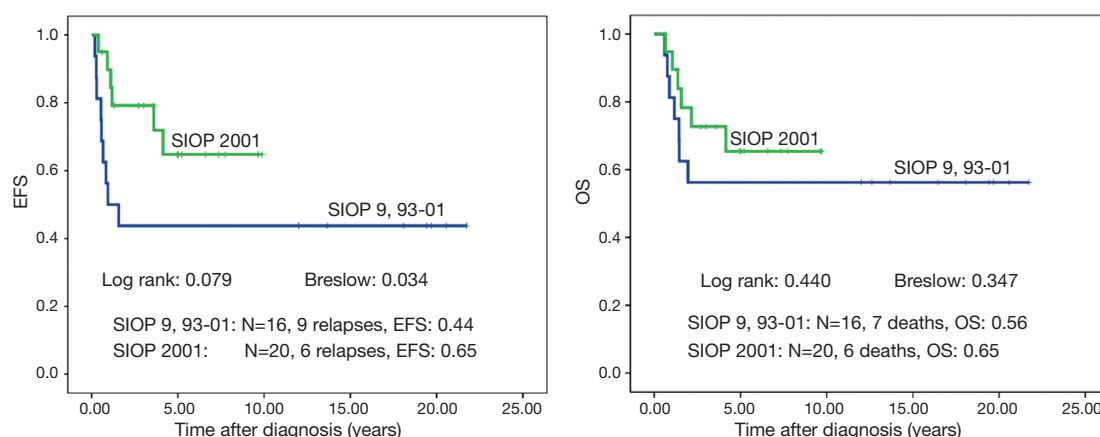 1.0
0.8
0.6
0.4
0.2
0.0
EFS
SIOP 2001
SIOP 9, 93-01
Log rank: 0.079 Breslow: 0.034
SIOP 9, 93-01: N=16, 9 relapses, EFS: 0.44
SIOP 2001: N=20, 6 relapses, EFS: 0.65
0.00 5.00 10.00 15.00 20.00 25.00
Time after diagnosis (years)
1.0
0.8
0.6
0.4
0.2
0.0
OS
SIOP 2001
SIOP 9, 93-01
Log rank: 0.440 Breslow: 0.347
SIOP 9, 93-01: N=16, 7 deaths, OS: 0.56
SIOP 2001: N=20, 6 deaths, OS: 0.65
0.00 5.00 10.00 15.00 20.00 25.00
Time after diagnosis (years)